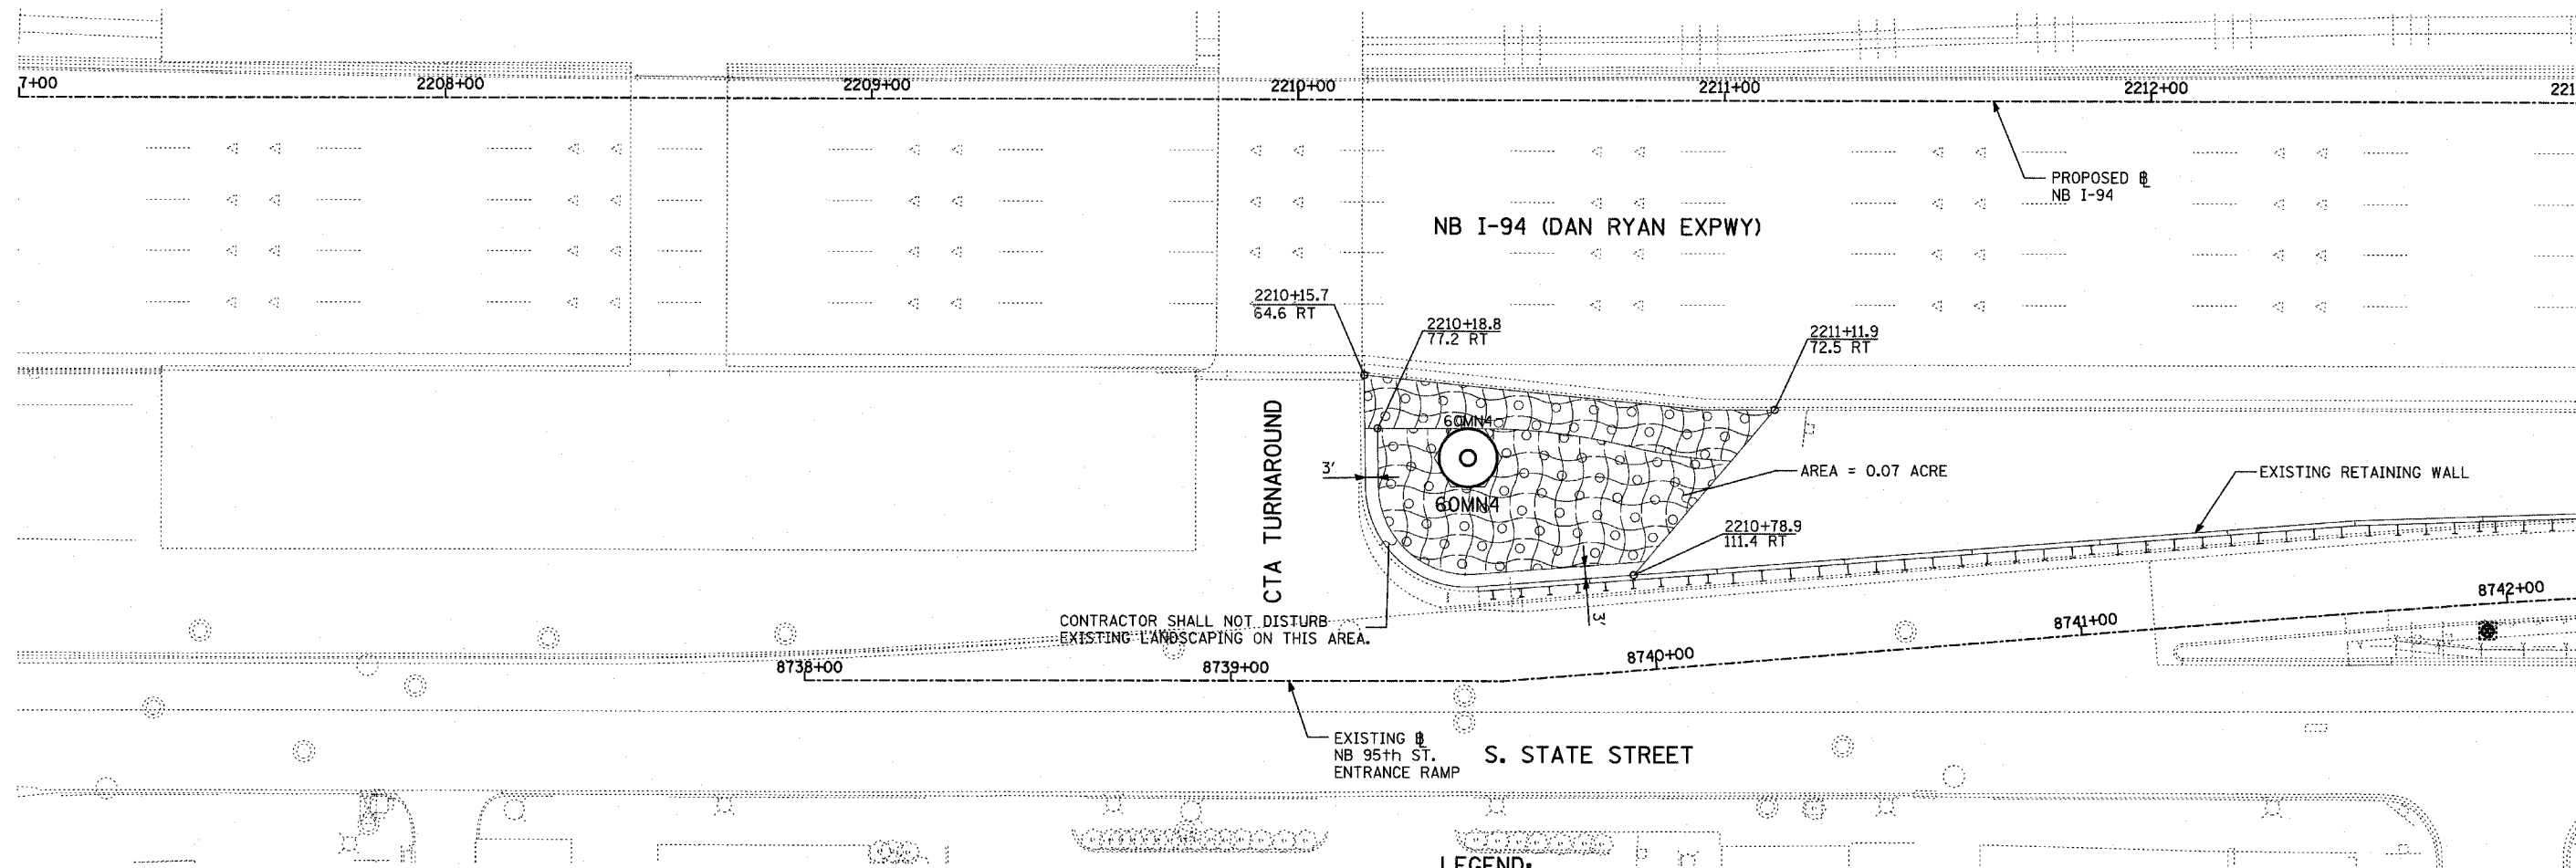 7+00
2208+00
2209+00
2210+00
2211+00
2212+00
221
PROPOSED ⅊
NB I-94
NB I-94 (DAN RYAN EXPWY)
2210+15.7
64.6 RT
2210+18.8
77.2 RT
2211+11.9
72.5 RT
CTA TURNAROUND
60MN4
3'
AREA = 0.07 ACRE
EXISTING RETAINING WALL
60MN4
2210+78.9
111.4 RT
CONTRACTOR SHALL NOT DISTURB
EXISTING LANDSCAPING ON THIS AREA.
3'
8738+00
8739+00
8740+00
8741+00
8742+00
EXISTING ⅊
NB 95th ST.
ENTRANCE RAMP
S. STATE STREET
LEGEND: